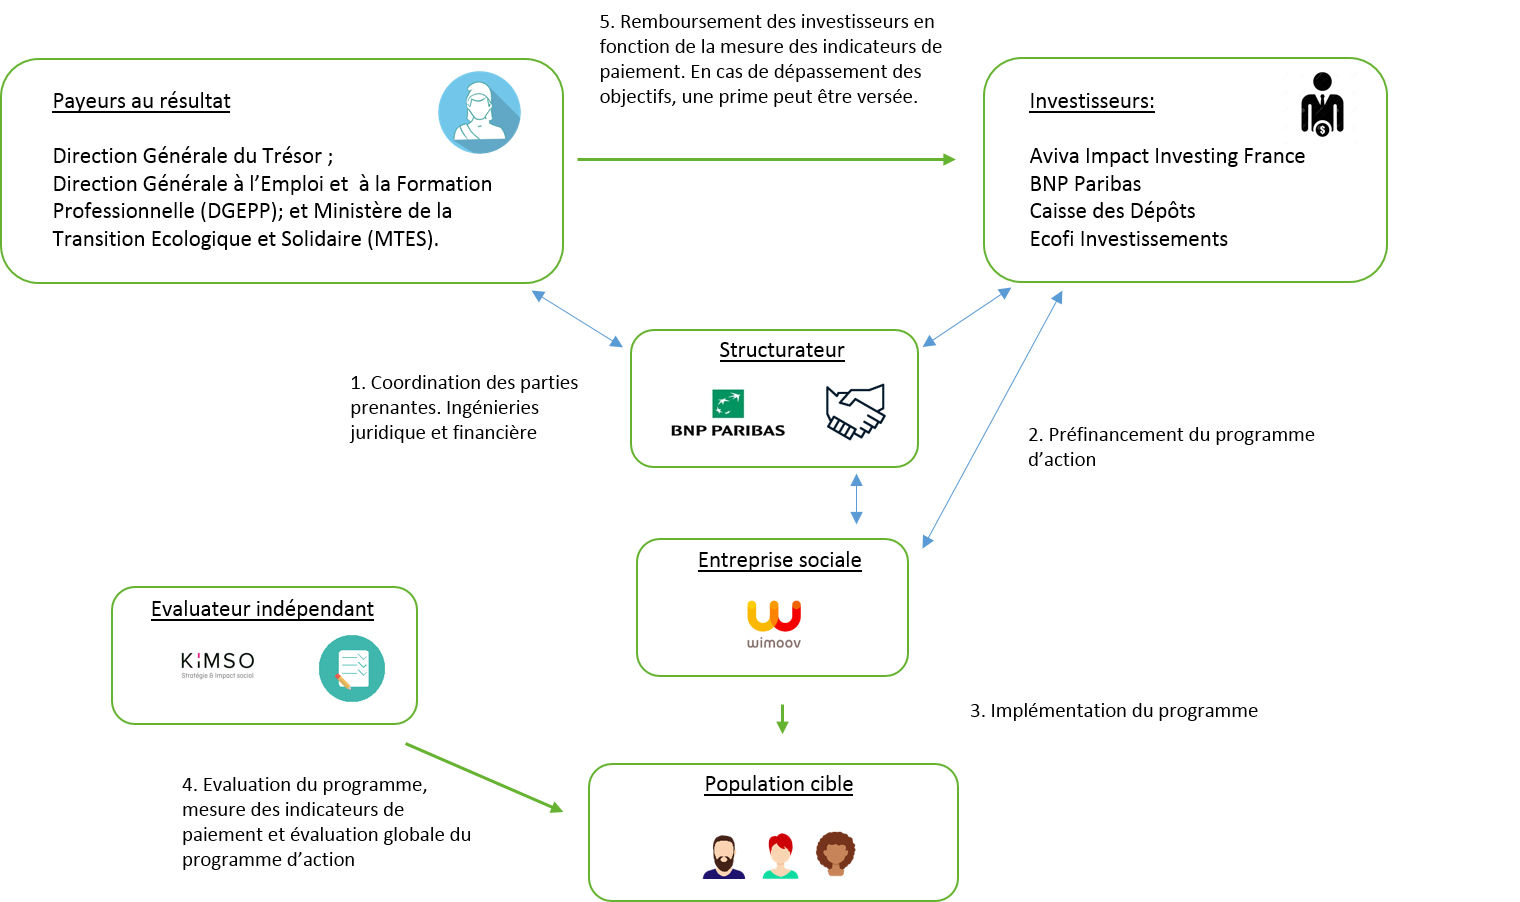 5. Remboursement des investisseurs en
fonction de la mesure des indicateurs de
paiement. En cas de dépassement des
objectifs, une prime peut être versée.
Payeurs au résultat
Direction Générale du Trésor ;
Direction Générale à l’Emploi et  à la Formation
Professionnelle (DGEPP); et Ministère de la
Transition Ecologique et Solidaire (MTES).
Investisseurs:
$
Aviva Impact Investing France
BNP Paribas
Caisse des Dépôts
Ecofi Investissements
Structurateur
BNP PARIBAS
1. Coordination des parties
prenantes. Ingénieries
juridique et financière
2. Préfinancement du programme
d’action
Entreprise sociale
wimoov
Evaluateur indépendant
KiMSO
Stratégie & Impact social
3. Implémentation du programme
4. Evaluation du programme,
mesure des indicateurs de
paiement et évaluation globale du
programme d’action
Population cible